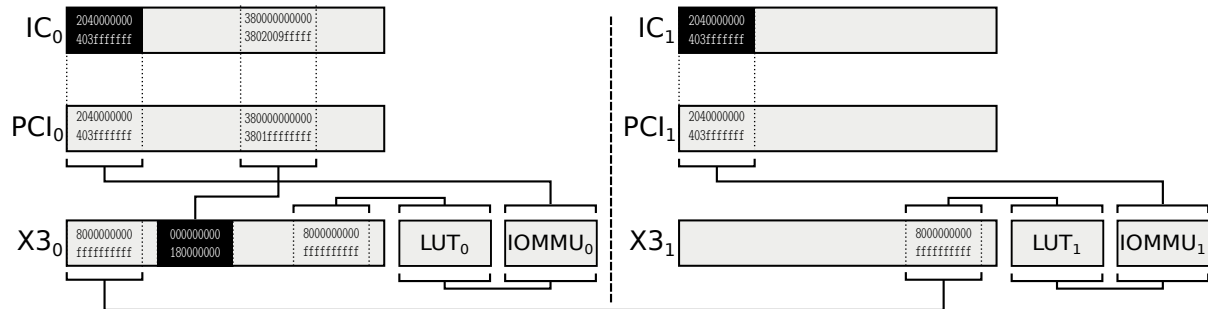 IC0
2040000000
403fffffff
380000000000
3802009fffff
IC1
2040000000
403fffffff
PCI0
2040000000
403fffffff
380000000000
3801ffffffff
PCI1
2040000000
403fffffff
X30
8000000000
ffffffffff
000000000
180000000
8000000000
ffffffffff
LUT0
IOMMU0
X31
8000000000
ffffffffff
LUT1
IOMMU1